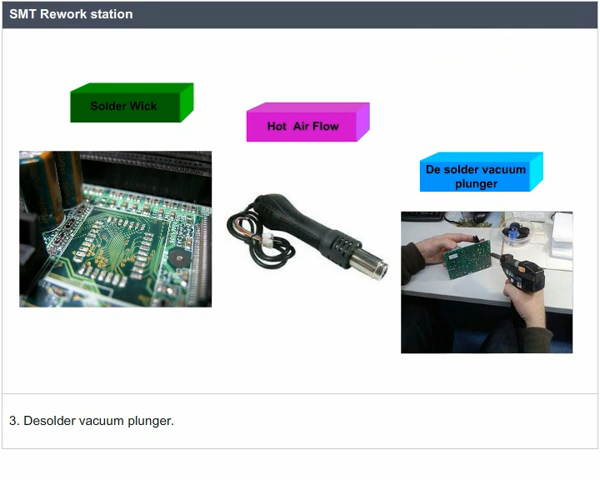 SMT Rework station
Solder Wick
Hot Air Flow
De solder vacuum
plunger
3. Desolder vacuum plunger.